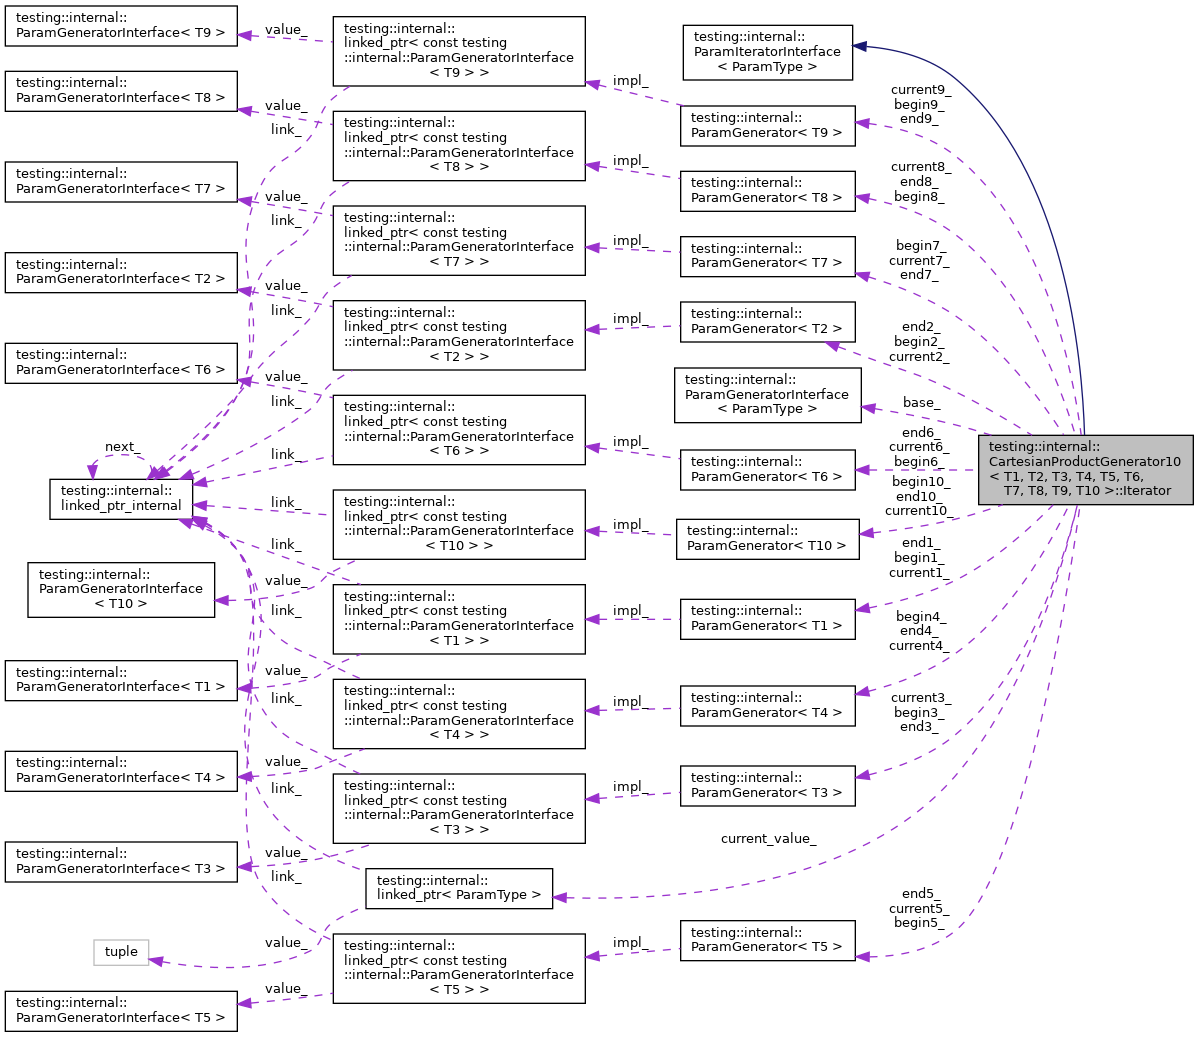 testing::internal::
ParamGeneratorInterface< T9 >
testing::internal::
ParamGeneratorInterface< T8 >
testing::internal::
ParamGeneratorInterface< T7 >
testing::internal::
ParamGeneratorInterface< T2 >
testing::internal::
ParamGeneratorInterface< T6 >
next_
testing::internal::
linked_ptr_internal
testing::internal::
ParamGeneratorInterface
< T10 >
testing::internal::
ParamGeneratorInterface< T1 >
testing::internal::
ParamGeneratorInterface< T4 >
testing::internal::
ParamGeneratorInterface< T3 >
tuple
testing::internal::
ParamGeneratorInterface< T5 >
value_
value_
link_
value_
link_
value_
link_
value_
link_
link_
link_
link_
value_
link_
value_
link_
value_
link_
value_
link_
value_
value_
testing::internal::
linked_ptr< const testing
::internal::ParamGeneratorInterface
< T9 > >
testing::internal::
linked_ptr< const testing
::internal::ParamGeneratorInterface
< T8 > >
testing::internal::
linked_ptr< const testing
::internal::ParamGeneratorInterface
< T7 > >
testing::internal::
linked_ptr< const testing
::internal::ParamGeneratorInterface
< T2 > >
testing::internal::
linked_ptr< const testing
::internal::ParamGeneratorInterface
< T6 > >
testing::internal::
linked_ptr< const testing
::internal::ParamGeneratorInterface
< T10 > >
testing::internal::
linked_ptr< const testing
::internal::ParamGeneratorInterface
< T1 > >
testing::internal::
linked_ptr< const testing
::internal::ParamGeneratorInterface
< T4 > >
testing::internal::
linked_ptr< const testing
::internal::ParamGeneratorInterface
< T3 > >
testing::internal::
linked_ptr< ParamType >
testing::internal::
linked_ptr< const testing
::internal::ParamGeneratorInterface
< T5 > >
impl_
impl_
impl_
impl_
impl_
impl_
impl_
impl_
impl_
impl_
testing::internal::
ParamIteratorInterface
< ParamType >
testing::internal::
ParamGenerator< T9 >
testing::internal::
ParamGenerator< T8 >
testing::internal::
ParamGenerator< T7 >
testing::internal::
ParamGenerator< T2 >
testing::internal::
ParamGeneratorInterface
< ParamType >
testing::internal::
ParamGenerator< T6 >
testing::internal::
ParamGenerator< T10 >
testing::internal::
ParamGenerator< T1 >
testing::internal::
ParamGenerator< T4 >
testing::internal::
ParamGenerator< T3 >
current_value_
testing::internal::
ParamGenerator< T5 >
current9_
begin9_
end9_
current8_
end8_
begin8_
begin7_
current7_
end7_
end2_
begin2_
current2_
base_
end6_
current6_
begin6_
begin10_
end10_
current10_
end1_
begin1_
current1_
begin4_
end4_
current4_
current3_
begin3_
end3_
end5_
current5_
begin5_
testing::internal::
CartesianProductGenerator10
< T1, T2, T3, T4, T5, T6,
T7, T8, T9, T10 >::Iterator